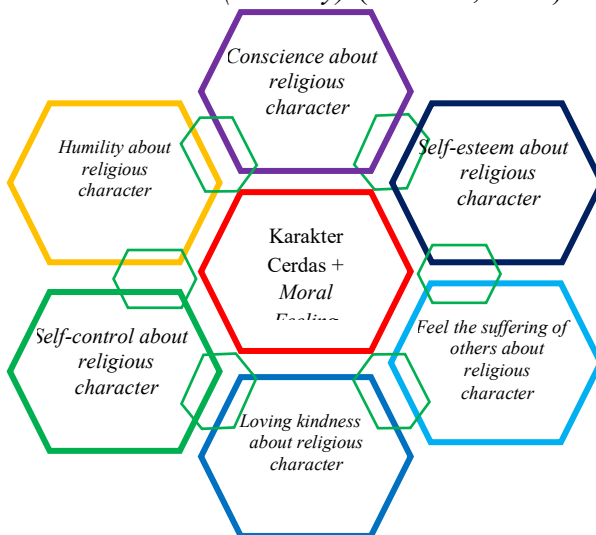 Conscience about
religious
character
Humility about
religious
character
Self-esteem about
religious
character
Karakter
Cerdas +
Moral
Feeling
Self-control about
religious
character
Feel the suffering of
others about
religious
character
Loving kindness
about religious
character